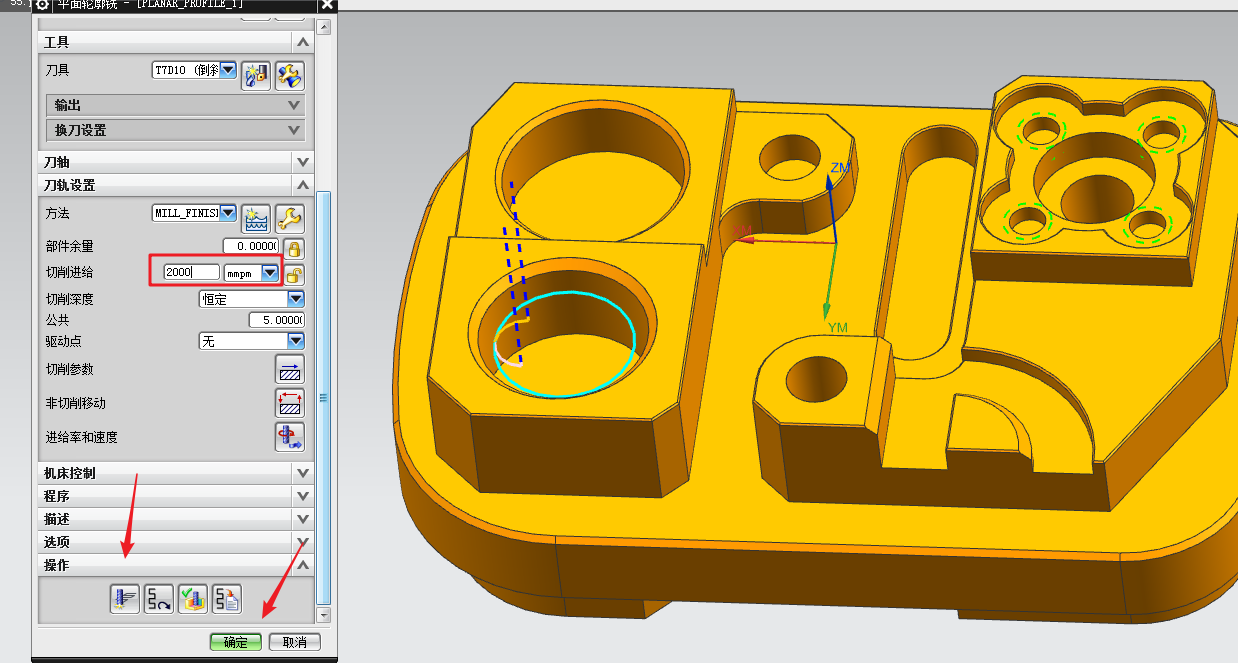 平面轮廓铣 - [PLANAR_PROFILE_1]
工具
刀具 T7D10 (倒斜
输出
换刀设置
刀轴
刀轨设置
方法 MILL_FINIS
部件余量 0.0000
切削进给 2000 mmpm
切削深度 恒定
公共 5.0000
驱动点 无
切削参数
非切削移动
进给率和速度
机床控制
程序
描述
选项
操作
确定 取消
ZM
XM
YM